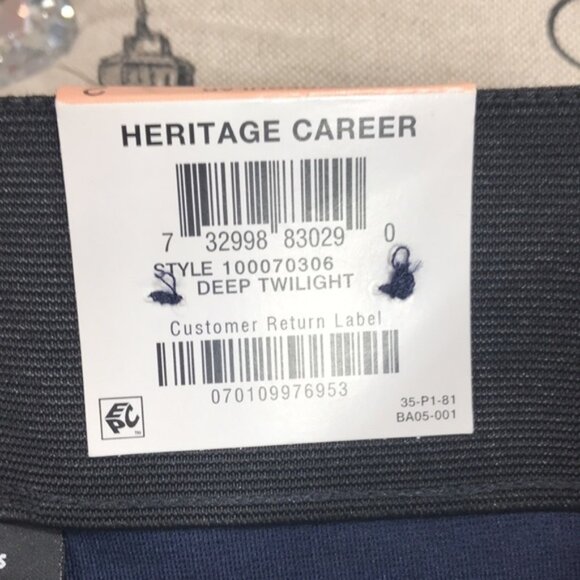 HERITAGE CAREER
7 32998 83029 0
STYLE 100070306
DEEP TWILIGHT
Customer Return Label
070109976953
EPC
TM
35-P1-81
BA05-001
s